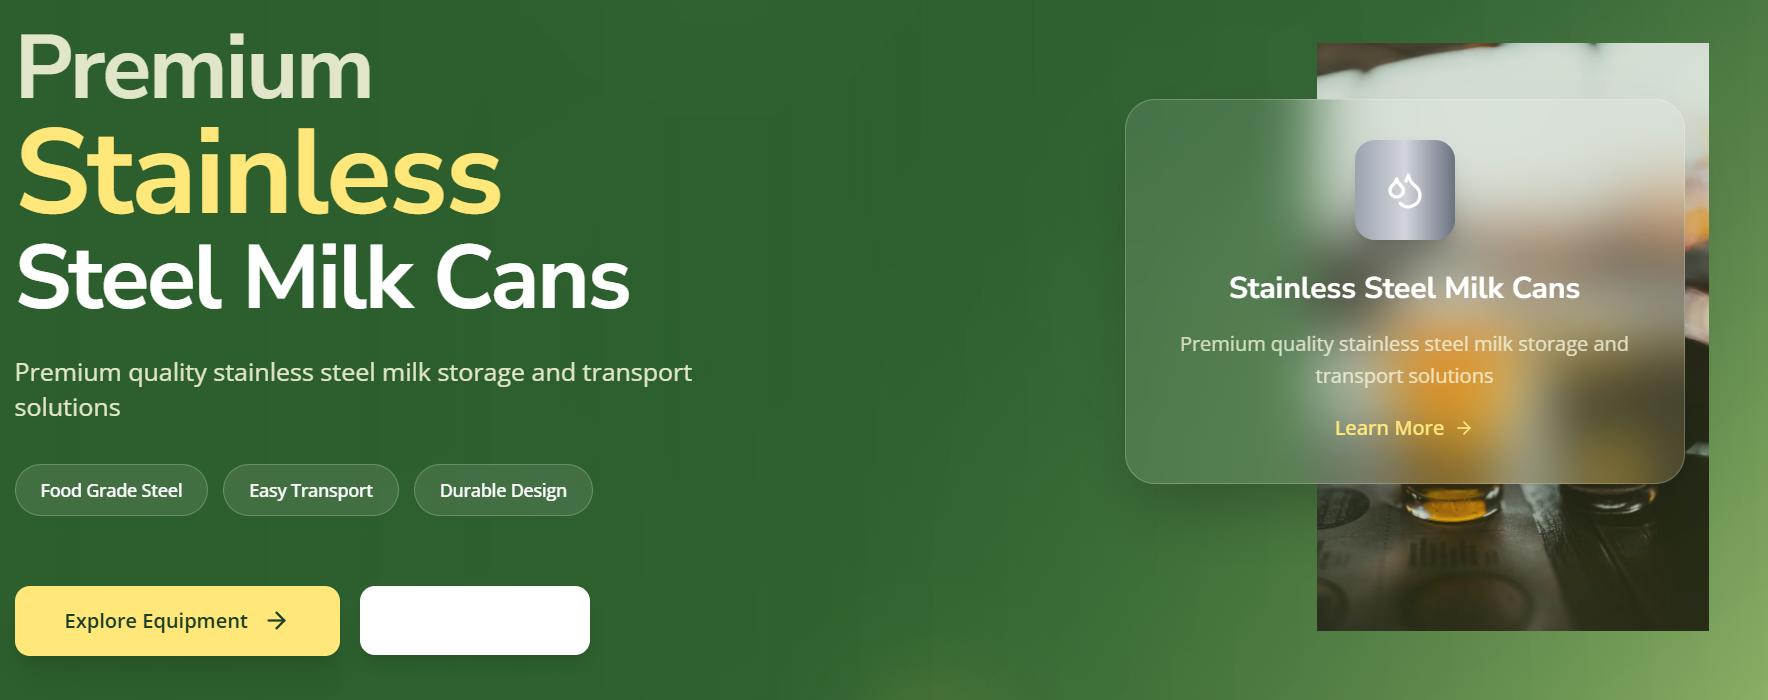 Premium
Stainless
Steel Milk Cans
Premium quality stainless steel milk storage and transport
solutions
Food Grade Steel
Easy Transport
Durable Design
Explore Equipment
Stainless Steel Milk Cans
Premium quality stainless steel milk storage and
transport solutions
Learn More